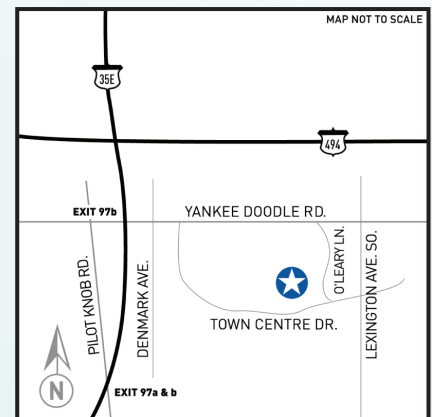 MAP NOT TO SCALE
35E
494
EXIT 97b
YANKEE DOODLE RD.
PILOT KNOB RD.
DENMARK AVE.
O'LEARY LN.
LEXINGTON AVE. SO.
TOWN CENTRE DR.
N
EXIT 97a & b